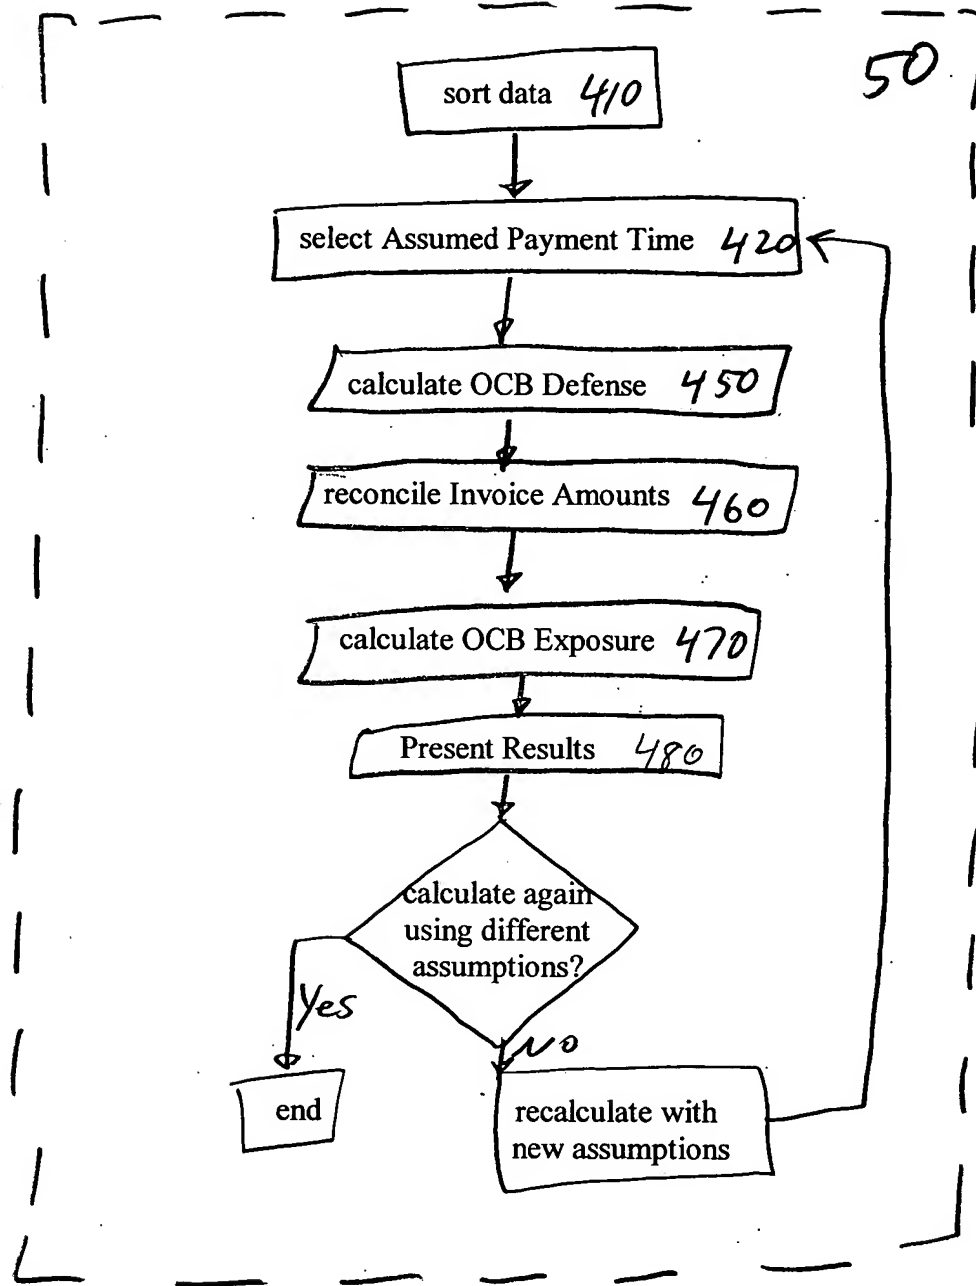 50
sort data 410
select Assumed Payment Time 420
calculate OCB Defense 450
reconcile Invoice Amounts 460
calculate OCB Exposure 470
Present Results 480
calculate again
using different
assumptions?
Yes
No
end
recalculate with
new assumptions